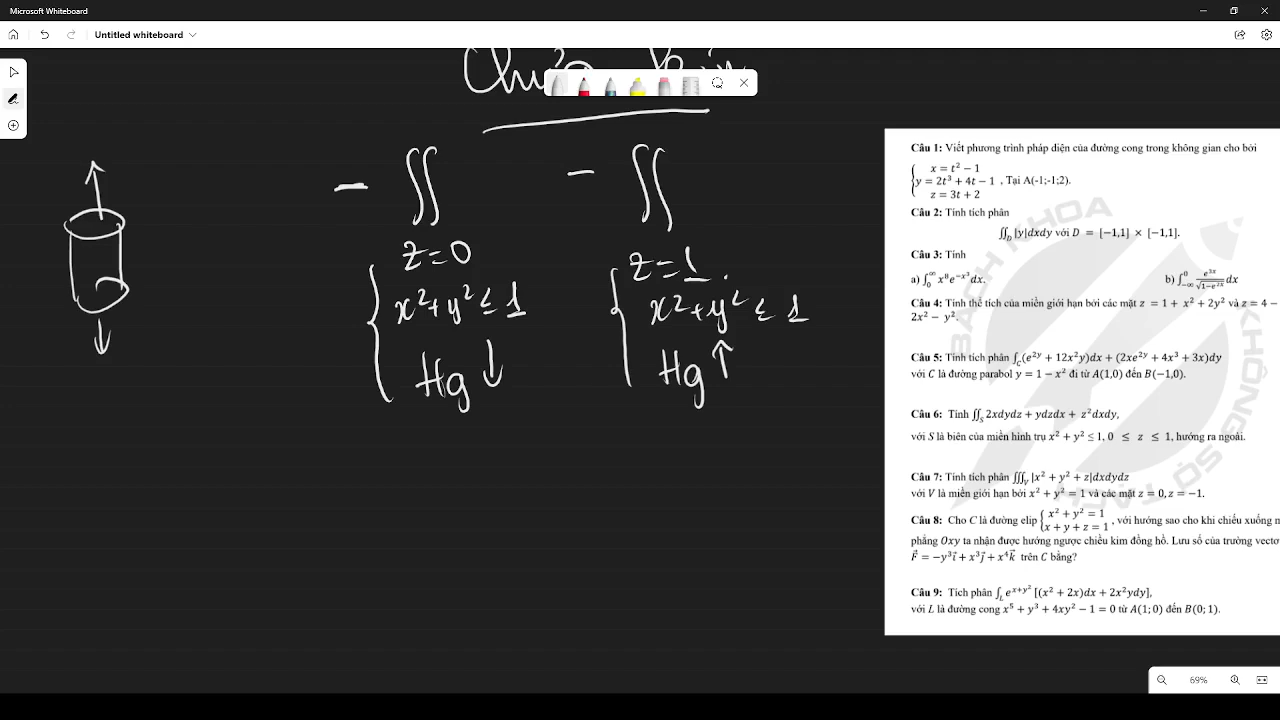 Microsoft Whiteboard
Untitled whiteboard
- ∬ - ∬
z=0 z=1.
x²+y² ≤ 1 x²+y² ≤ 1
Hg ↓ Hg ↑
Câu 1: Viết phương trình pháp diện của đường cong trong không gian cho bởi
x = t² − 1
y = 2t³ + 4t − 1 , Tại A(-1;-1;2).
z = 3t + 2
Câu 2: Tính tích phân
∬_D |y|dxdy với D = [−1,1] × [−1,1].
Câu 3: Tính
a) ∫_0^∞ x⁸e^{−x³}dx. b) ∫_{−∞}^0 e^{3x}/√(1−e^{2x}) dx
Câu 4: Tính thể tích của miền giới hạn bởi các mặt z = 1 + x² + 2y² và z = 4 −
2x² − y².
Câu 5: Tính tích phân ∫_C(e^{2y} + 12x²y)dx + (2xe^{2y} + 4x³ + 3x)dy
với C là đường parabol y = 1 − x² đi từ A(1,0) đến B(−1,0).
Câu 6: Tính ∬_S 2xdydz + ydzdx + z²dxdy,
với S là biên của miền hình trụ x² + y² ≤ 1, 0 ≤ z ≤ 1, hướng ra ngoài.
Câu 7: Tính tích phân ∭_V |x² + y² + z|dxdydz
với V là miền giới hạn bởi x² + y² = 1 và các mặt z = 0, z = −1.
Câu 8: Cho C là đường elip { x² + y² = 1
x + y + z = 1 , với hướng sao cho khi chiếu xuống
phẳng Oxy ta nhận được hướng ngược chiều kim đồng hồ. Lưu số của trường vectơ
F⃗ = −y³i⃗ + x³j⃗ + x⁴k⃗ trên C bằng?
Câu 9: Tích phân ∫_L e^{x+y²} [(x² + 2x)dx + 2x²ydy],
với L là đường cong x⁵ + y³ + 4xy² − 1 = 0 từ A(1; 0) đến B(0; 1).
BÁCH KHOA
KHÔNG
SỢ TẠCH
69%